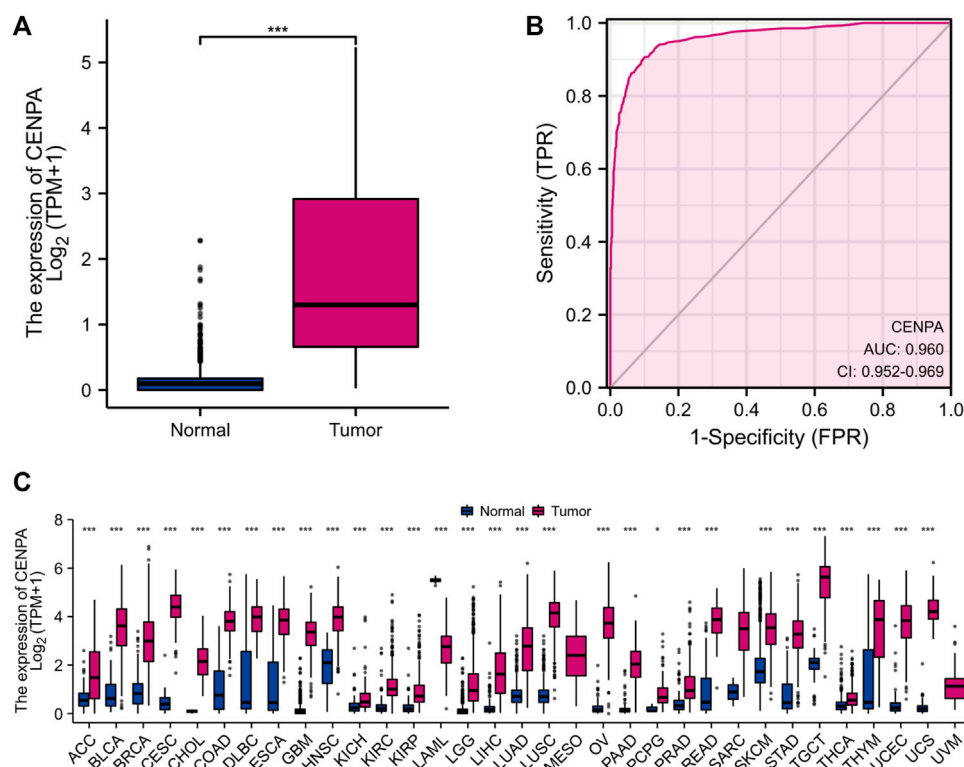 A
The expression of CENPA
Log2 (TPM+1)
5
4
3
2
1
0
***
Normal
Tumor
B
Sensitivity (TPR)
1.0
0.8
0.6
0.4
0.2
0.0
CENPA
AUC: 0.960
CI: 0.952-0.969
0.0 0.2 0.4 0.6 0.8 1.0
1-Specificity (FPR)
C
Normal Tumor
The expression of CENPA
Log2 (TPM+1)
8
6
4
2
0
*** *** *** *** *** *** *** *** *** *** *** *** *** *** *** *** *** *** *** *** * *** *** *** *** *** *** *** *** ***
ACC BLCA BRCA CESC CHOL COAD DLBC ESCA GBM HNSC KICH KIRC KIRP LAML LGG LIHC LUAD LUSC MESO OV PAAD PCPG PRAD READ SARC SKCM STAD TGCT THCA THYM UCEC UCS UVM